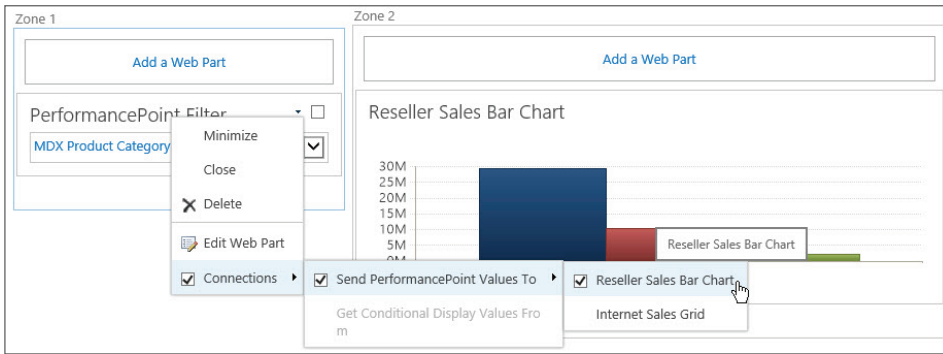 Zone 1
Zone 2
Add a Web Part
Add a Web Part
PerformancePoint Filter
MDX Product Category
Minimize
Close
Delete
Edit Web Part
Connections
Send PerformancePoint Values To
Get Conditional Display Values Fro
m
Reseller Sales Bar Chart
Internet Sales Grid
Reseller Sales Bar Chart
30M
25M
20M
15M
10M
5M
0M
Reseller Sales Bar Chart